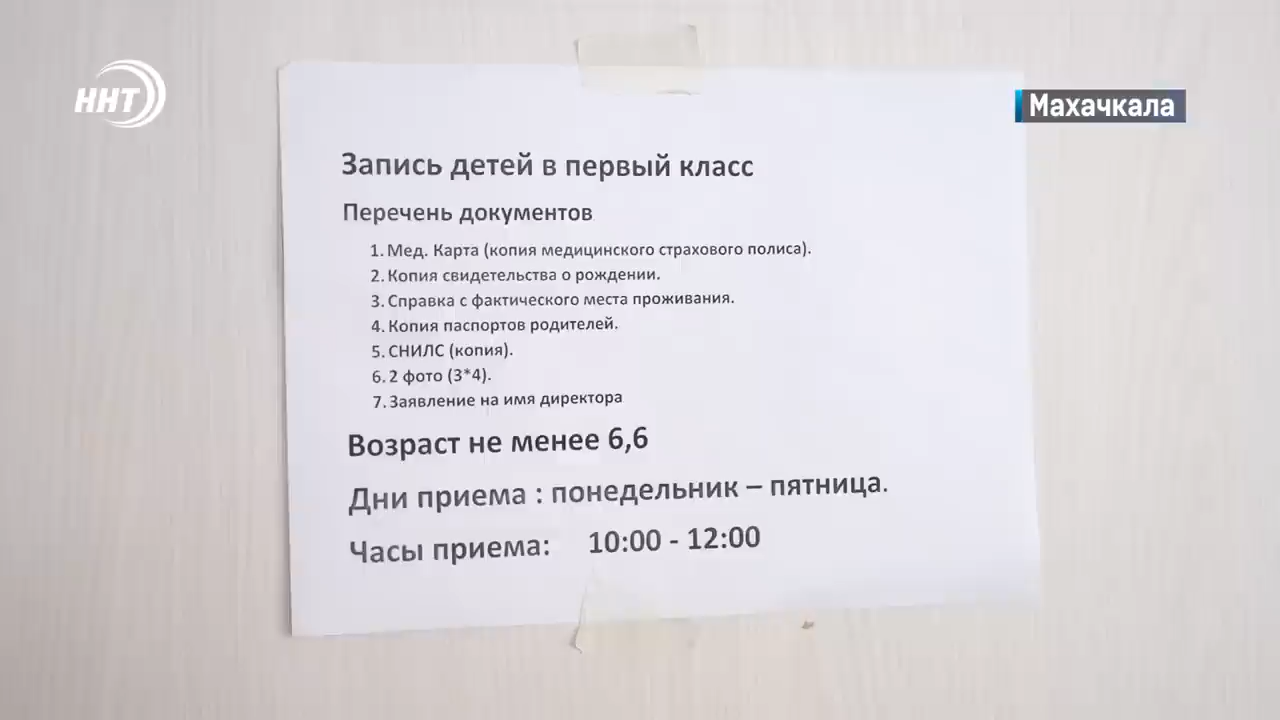 ННТ
Махачкала
Запись детей в первый класс
Перечень документов
1. Мед. Карта (копия медицинского страхового полиса).
2. Копия свидетельства о рождении.
3. Справка с фактического места проживания.
4. Копия паспортов родителей.
5. СНИЛС (копия).
6. 2 фото (3*4).
7. Заявление на имя директора
Возраст не менее 6,6
Дни приема : понедельник – пятница.
Часы приема: 10:00 - 12:00